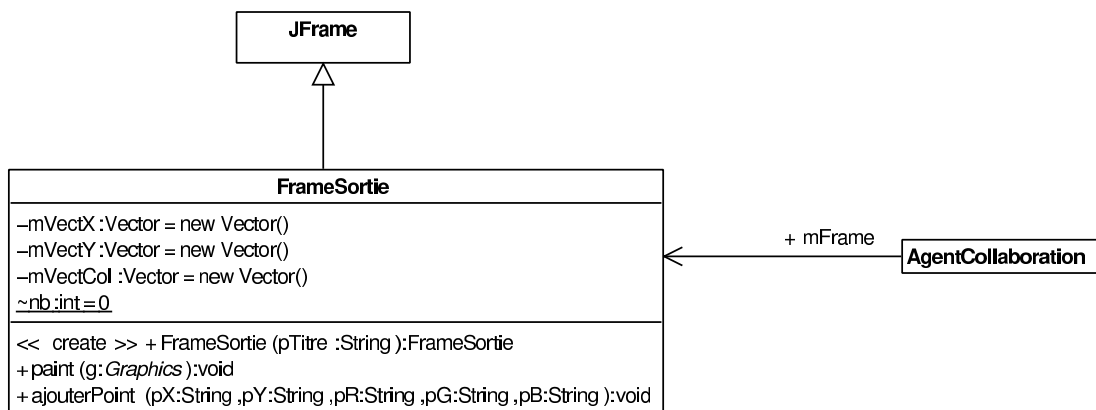 JFrame
FrameSortie
–mVectX :Vector = new Vector()
–mVectY :Vector = new Vector()
–mVectCol :Vector = new Vector()
~nb :int = 0
<< create >> + FrameSortie (pTitre :String ):FrameSortie
+ paint (g: Graphics ):void
+ ajouterPoint (pX:String ,pY:String ,pR:String ,pG:String ,pB:String ):void
+ mFrame
AgentCollaboration